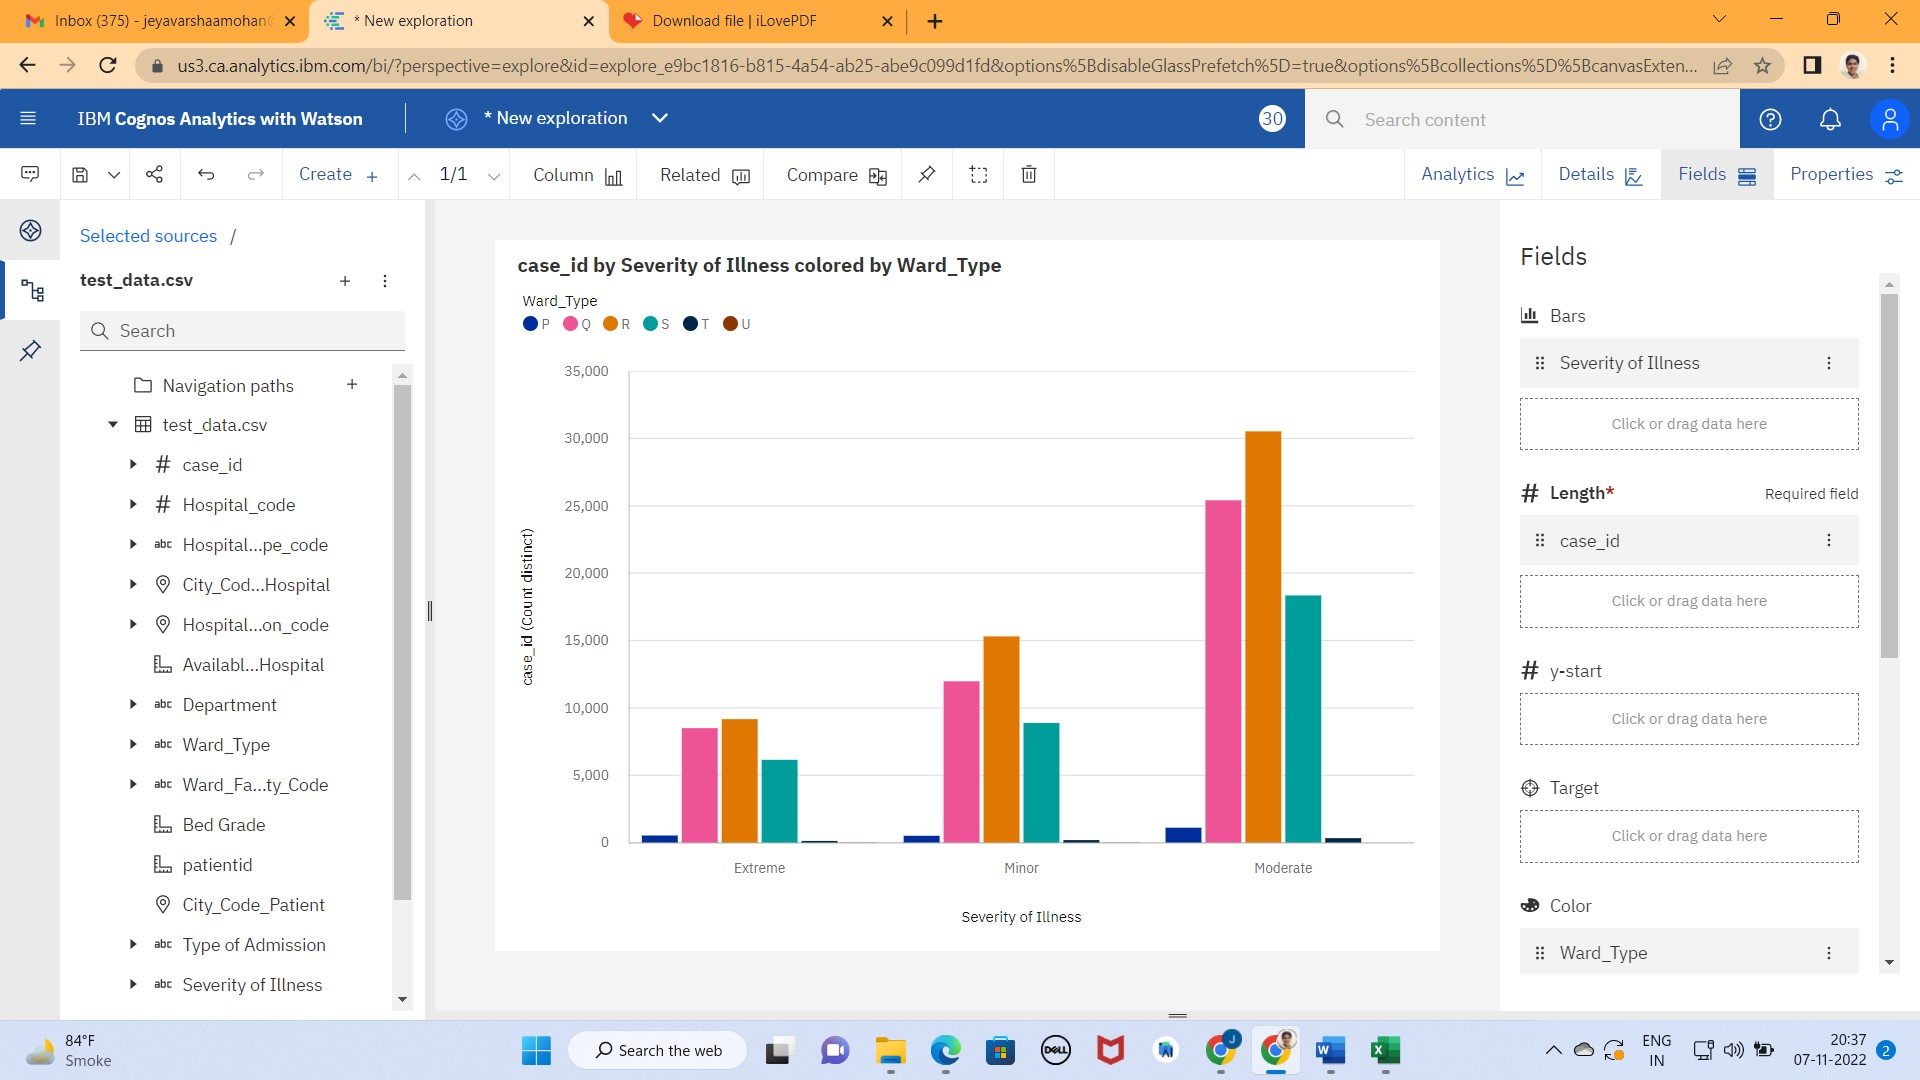 Inbox (375) - jeyavarshaamohan
* New exploration
Download file | iLovePDF
us3.ca.analytics.ibm.com/bi/?perspective=explore&id=explore_e9bc1816-b815-4a54-ab25-abe9c099d1fd&options%5BdisableGlassPrefetch%5D=true&options%5Bcollections%5D%5BcanvasExten...
IBM Cognos Analytics with Watson
* New exploration
30
Search content
Create
1/1
Column
Related
Compare
Analytics
Details
Fields
Properties
Selected sources /
test_data.csv
Search
Navigation paths
test_data.csv
# case_id
# Hospital_code
abc Hospital...pe_code
City_Cod...Hospital
Hospital...on_code
Availabl...Hospital
abc Department
abc Ward_Type
abc Ward_Fa...ty_Code
Bed Grade
patientid
City_Code_Patient
abc Type of Admission
abc Severity of Illness
case_id by Severity of Illness colored by Ward_Type
Ward_Type
P Q R S T U
35,000
30,000
25,000
20,000
15,000
10,000
5,000
0
case_id (Count distinct)
Extreme Minor Moderate
Severity of Illness
Fields
Bars
Severity of Illness
Click or drag data here
# Length* Required field
case_id
Click or drag data here
# y-start
Click or drag data here
Target
Click or drag data here
Color
Ward_Type
84°F
Smoke
Search the web
DELL
J
W
X
ENG
IN
20:37
07-11-2022
2